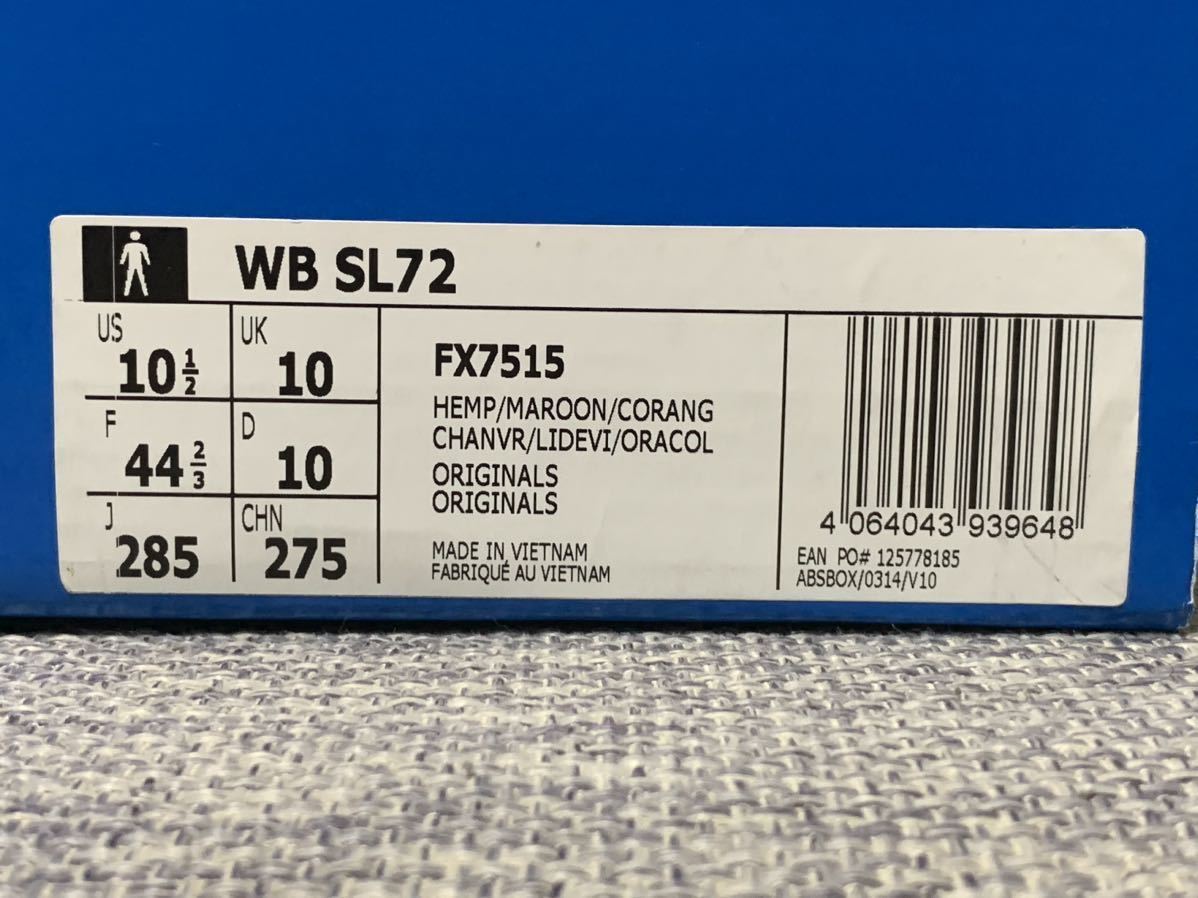 WB SL72
US
10 1/2
UK
10
F
44 2/3
D
10
J
285
CHN
275
FX7515
HEMP/MAROON/CORANG
CHANVR/LIDEVI/ORACOL
ORIGINALS
ORIGINALS
MADE IN VIETNAM
FABRIQUÉ AU VIETNAM
4 064043 939648
EAN PO# 125778185
ABSBOX/0314/V10